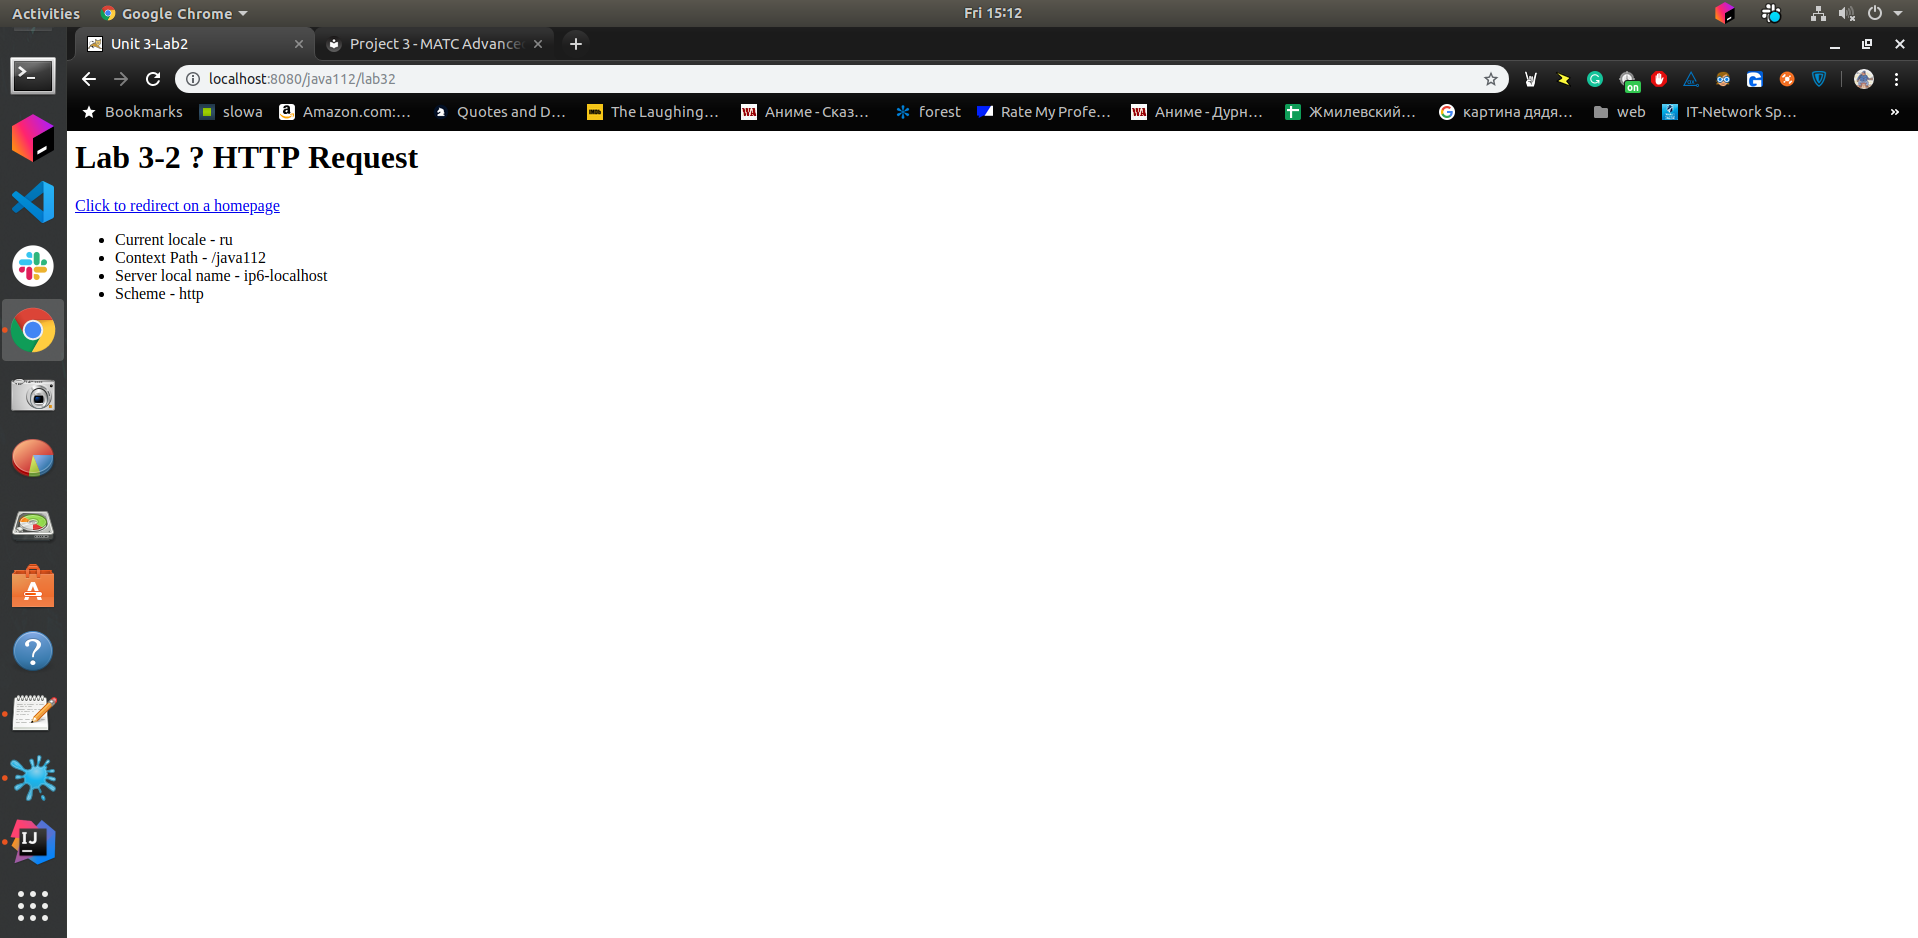 Activities Google Chrome Fri 15:12
Unit 3-Lab2 Project 3 - MATC Advance
localhost:8080/java112/lab32 on
Bookmarks slowa Amazon.com:... Quotes and D... The Laughing... Аниме - Сказ... forest Rate My Profe... Аниме - Дурн... Жмилевский... картина дядя... web IT-Network Sp... »
Lab 3-2 ? HTTP Request
Click to redirect on a homepage
• Current locale - ru
• Context Path - /java112
• Server local name - ip6-localhost
• Scheme - http